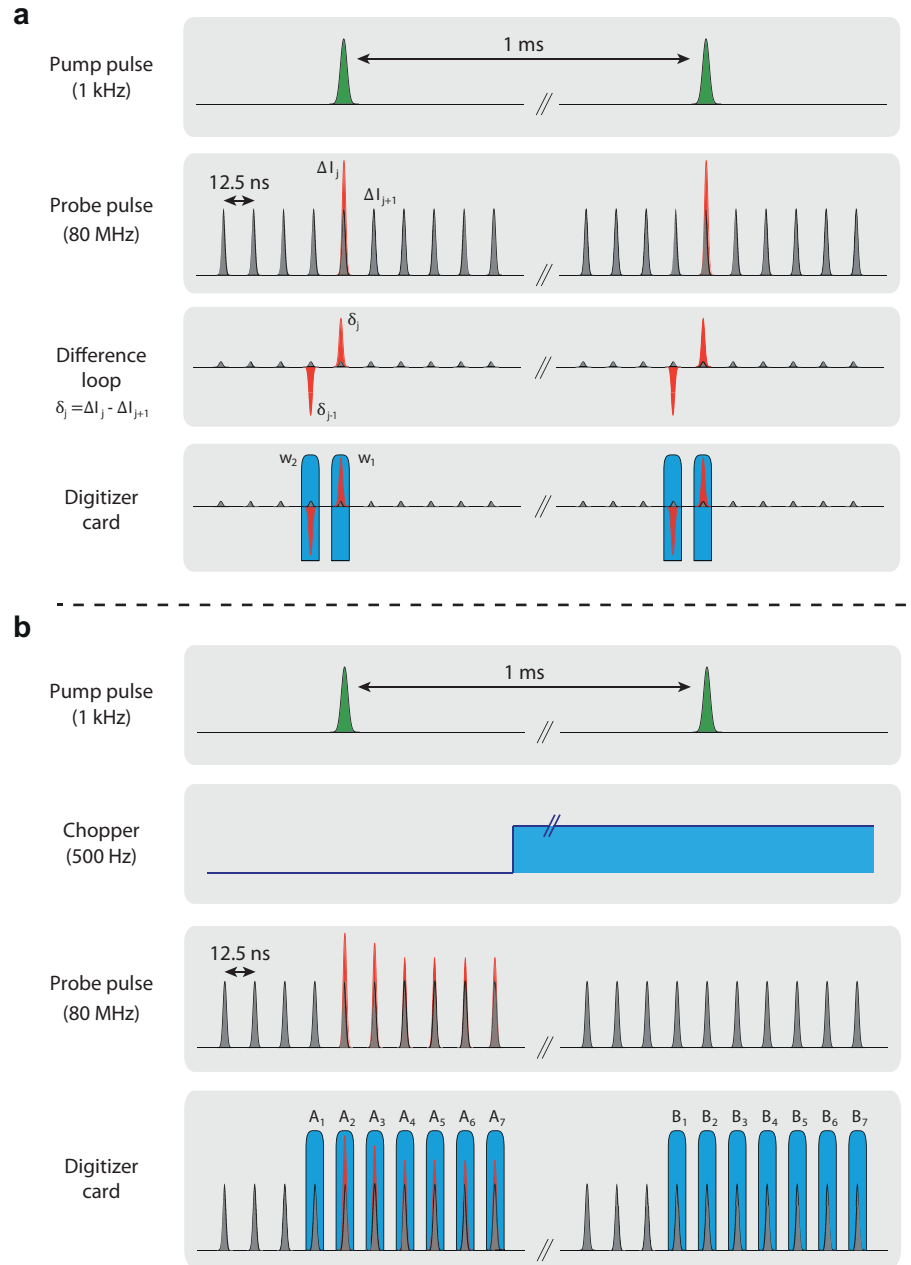 a
Pump pulse
(1 kHz)
1 ms
Probe pulse
(80 MHz)
12.5 ns
ΔI_j
ΔI_{j+1}
Difference
loop
δ_j =ΔI_j - ΔI_{j+1}
δ_j
δ_{j-1}
Digitizer
card
w_2
w_1
b
Pump pulse
(1 kHz)
1 ms
Chopper
(500 Hz)
Probe pulse
(80 MHz)
12.5 ns
Digitizer
card
A_1 A_2 A_3 A_4 A_5 A_6 A_7
B_1 B_2 B_3 B_4 B_5 B_6 B_7